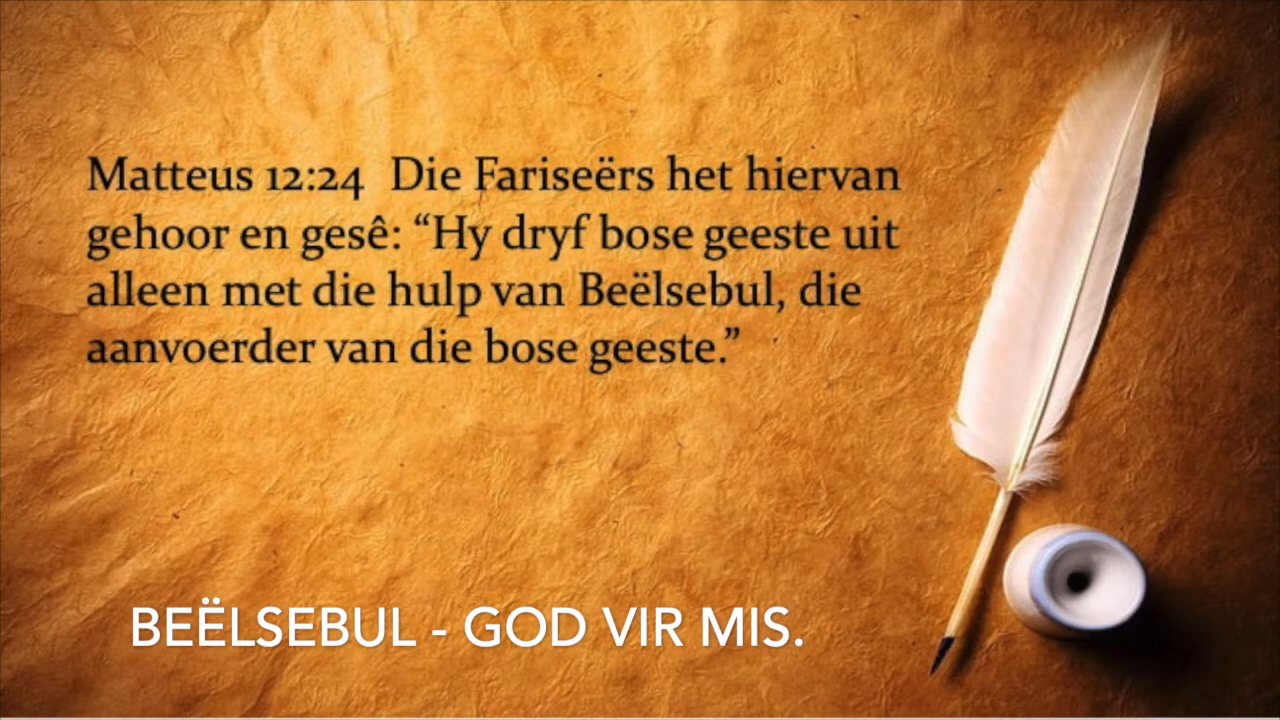 Matteus 12:24 Die Fariseërs het hiervan
gehoor en gesê: “Hy dryf bose geeste uit
alleen met die hulp van Beëlsebul, die
aanvoerder van die bose geeste.”
BEËLSEBUL - GOD VIR MIS.